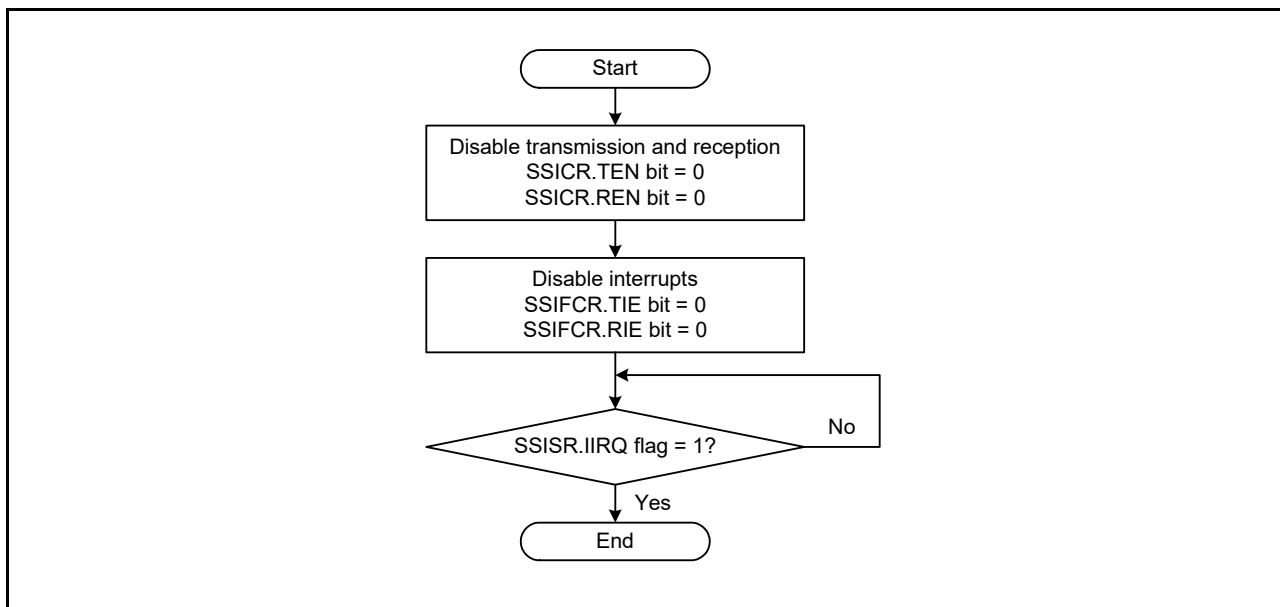 Start
Disable transmission and reception
SSICR.TEN bit = 0
SSICR.REN bit = 0
Disable interrupts
SSIFCR.TIE bit = 0
SSIFCR.RIE bit = 0
SSISR.IIRQ flag = 1?
No
Yes
End